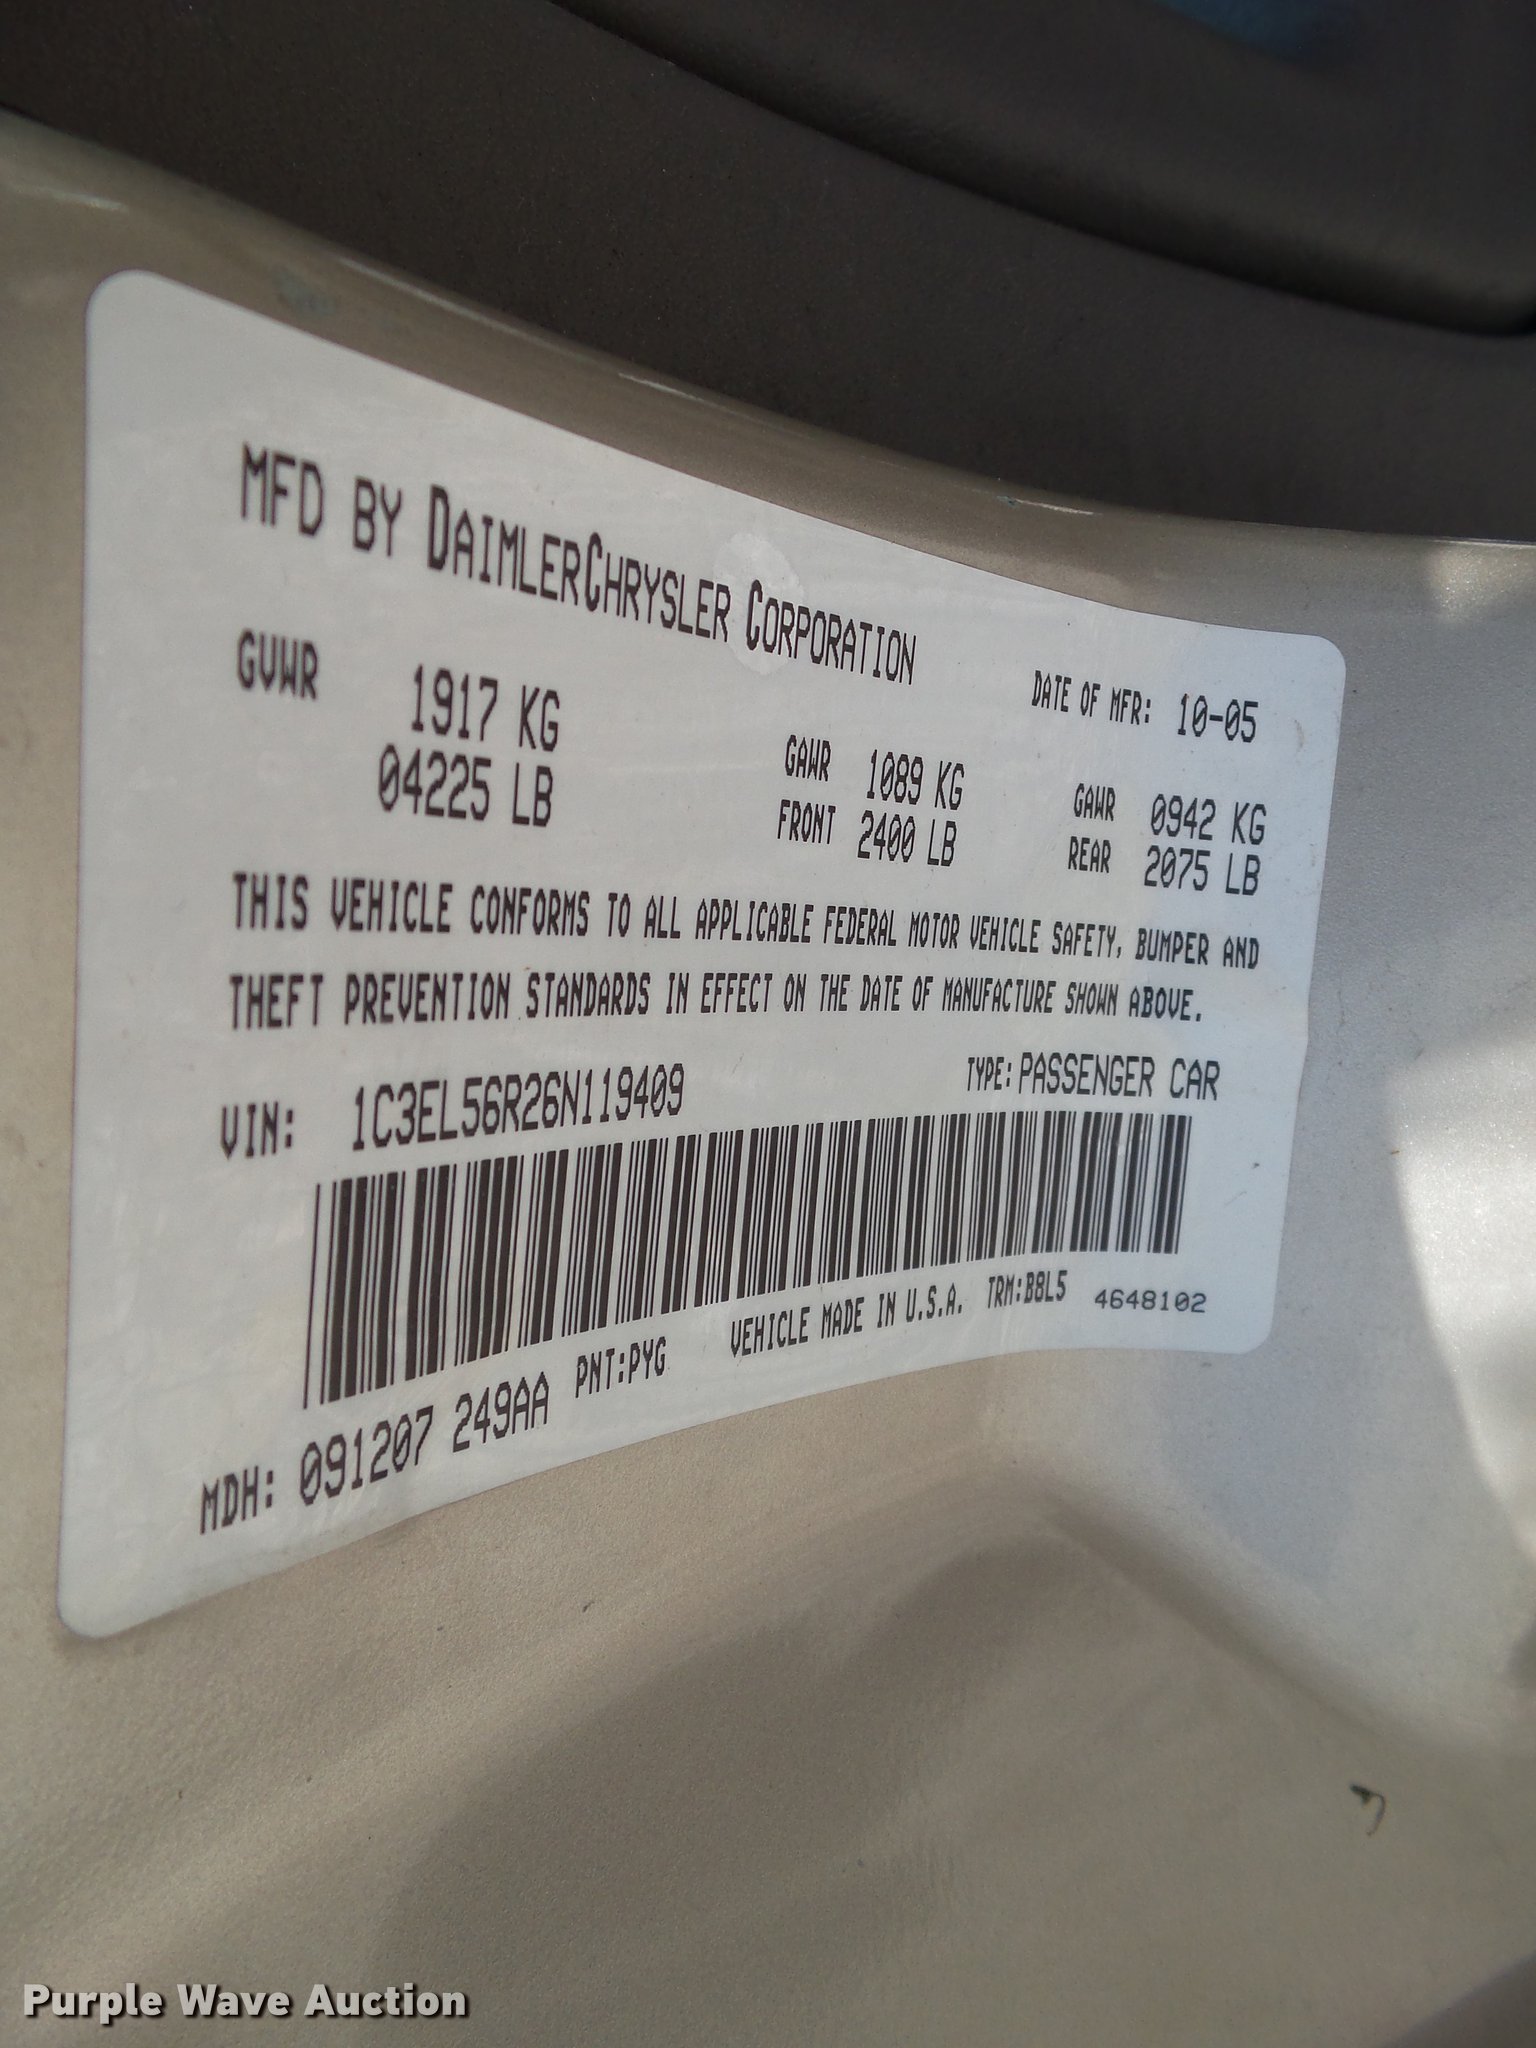 MFD BY DAIMLERCHRYSLER CORPORATION
DATE OF MFR: 10-05
GVWR 1917 KG
04225 LB
GAWR FRONT 1089 KG
2400 LB
GAWR REAR 0942 KG
2075 LB
THIS VEHICLE CONFORMS TO ALL APPLICABLE FEDERAL MOTOR VEHICLE SAFETY, BUMPER AND
THEFT PREVENTION STANDARDS IN EFFECT ON THE DATE OF MANUFACTURE SHOWN ABOVE.
VIN: 1C3EL56R26N119409
TYPE: PASSENGER CAR
MDH: 091207 249AA PNT:PYG VEHICLE MADE IN U.S.A. TRM:B8L5 4648102
Purple Wave Auction